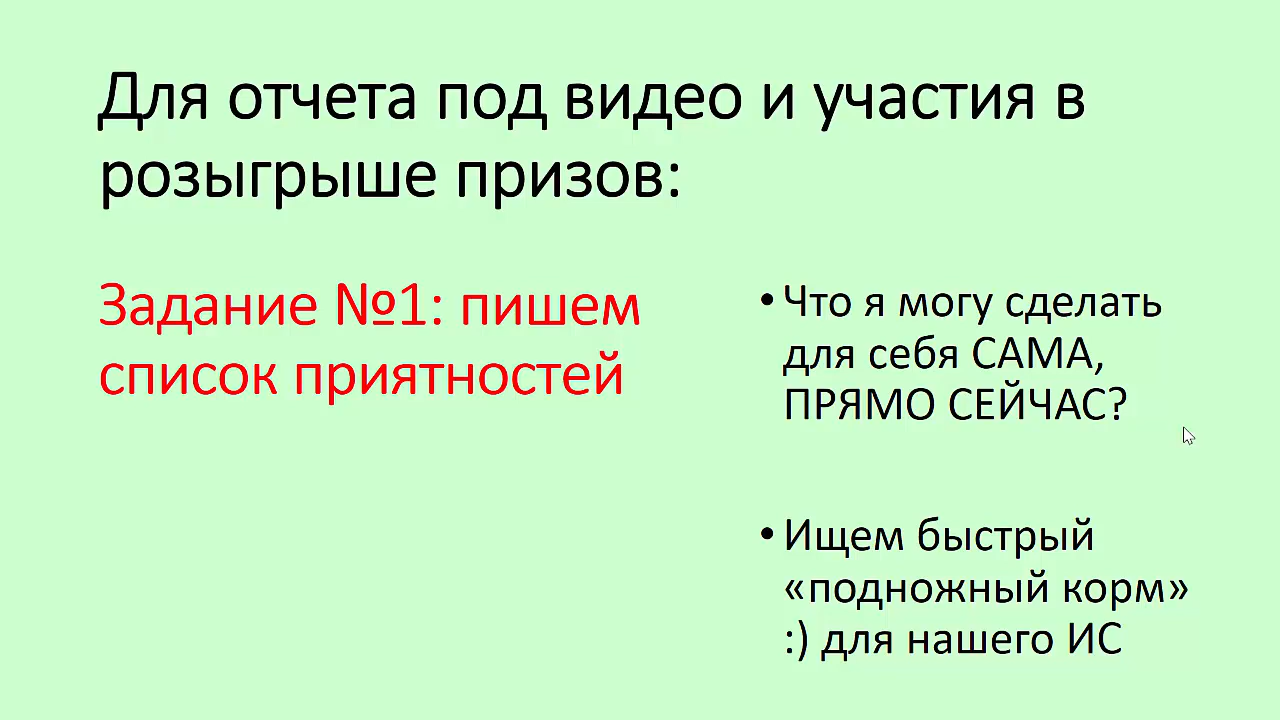 Для отчета под видео и участия в
розыгрыше призов:
Задание №1: пишем
список приятностей
• Что я могу сделать
для себя САМА,
ПРЯМО СЕЙЧАС?
• Ищем быстрый
«подножный корм»
:) для нашего ИС